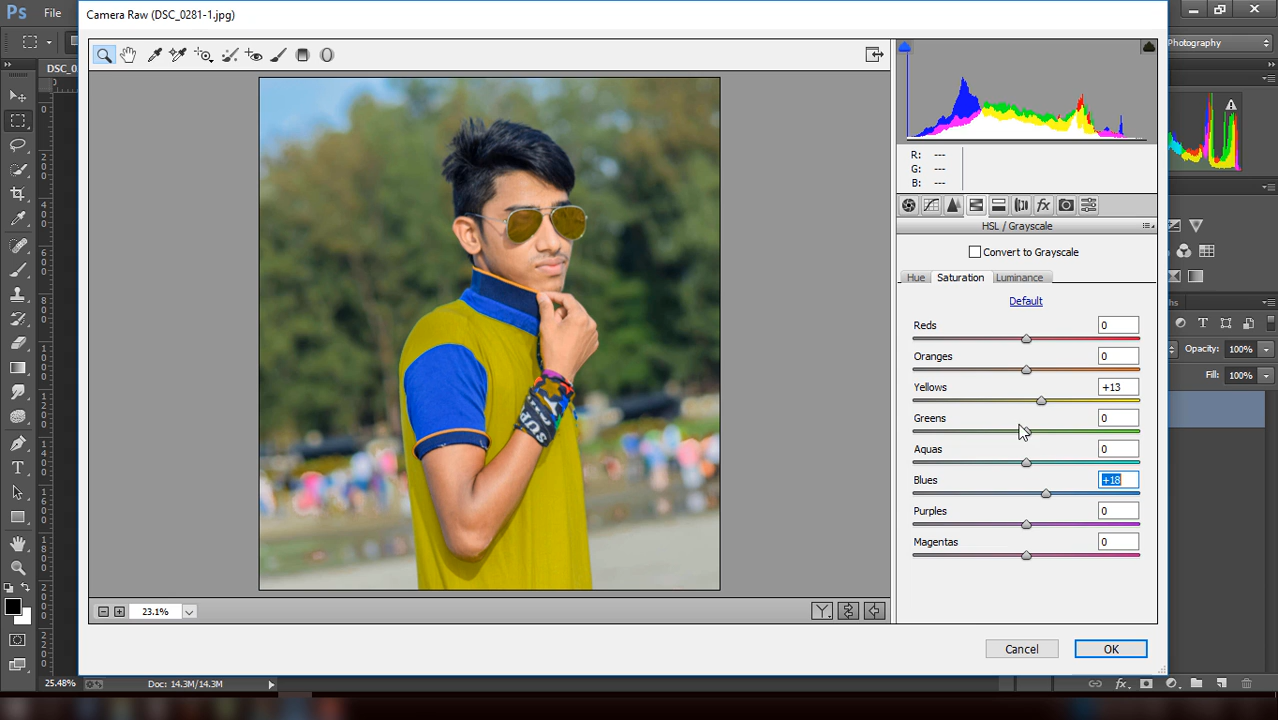 Camera Raw (DSC_0281-1.jpg)
Ps File
Photography
DSC_0
R: ---
G: ---
B: ---
HSL / Grayscale
Convert to Grayscale
Hue Saturation Luminance
Default
Reds 0
Oranges 0
Yellows +13
Greens 0
Aquas 0
Blues +18
Purples 0
Magentas 0
Opacity: 100%
Fill: 100%
SUP
23.1%
Cancel OK
25.48% Doc: 14.3M/14.3M